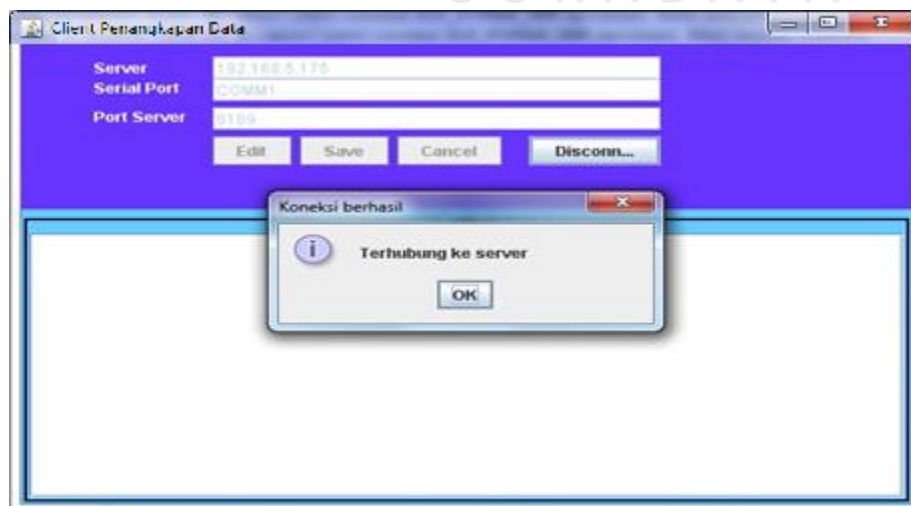 Client Penangkapan Data
Server 192.168.5.175
Serial Port COMM1
Port Server
Edit Save Cancel Disconn...
Koneksi berhasil
Terhubung ke server
OK